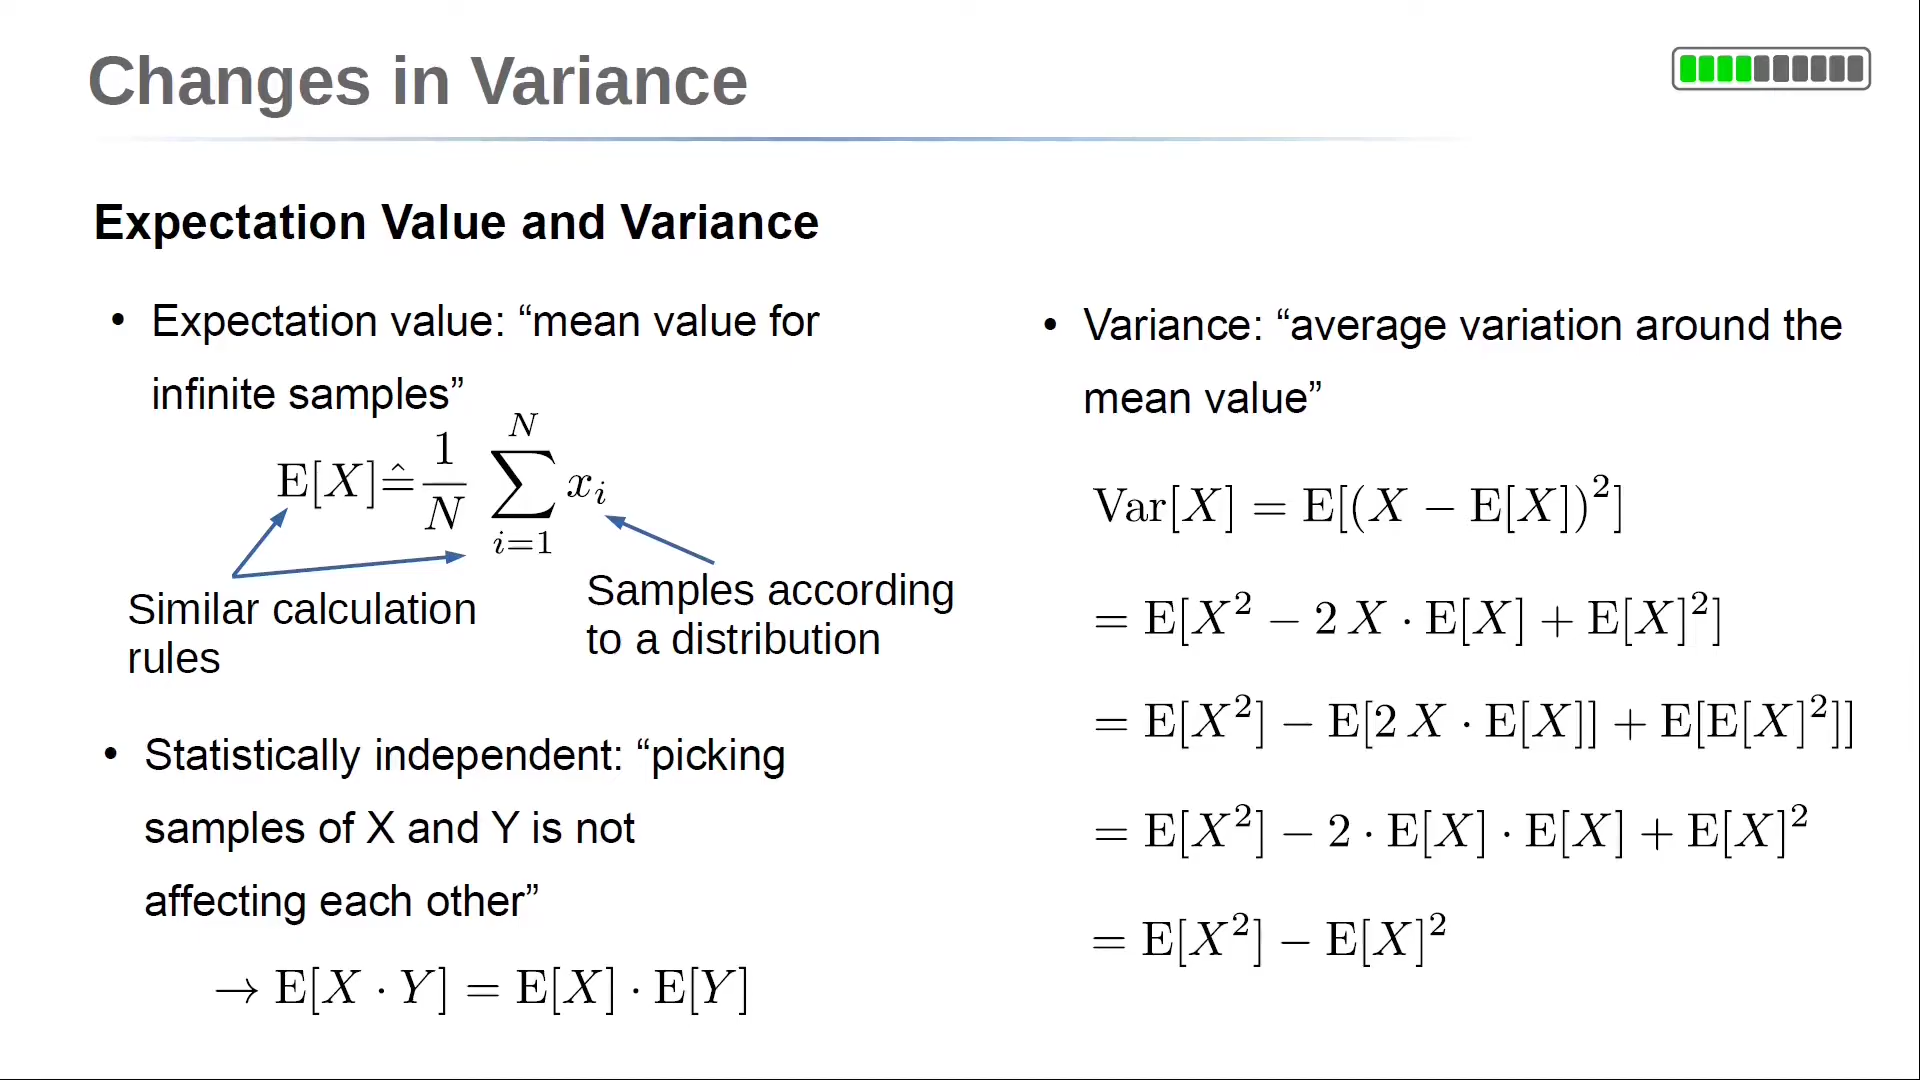 Changes in Variance
Expectation Value and Variance
• Expectation value: “mean value for
infinite samples”
E[X] ≙ 1/N ∑_{i=1}^{N} x_i
Similar calculation
rules
Samples according
to a distribution
• Statistically independent: “picking
samples of X and Y is not
affecting each other”
→ E[X · Y] = E[X] · E[Y]
• Variance: “average variation around the
mean value”
Var[X] = E[(X − E[X])²]
= E[X² − 2 X · E[X] + E[X]²]
= E[X²] − E[2 X · E[X]] + E[E[X]²]]
= E[X²] − 2 · E[X] · E[X] + E[X]²
= E[X²] − E[X]²